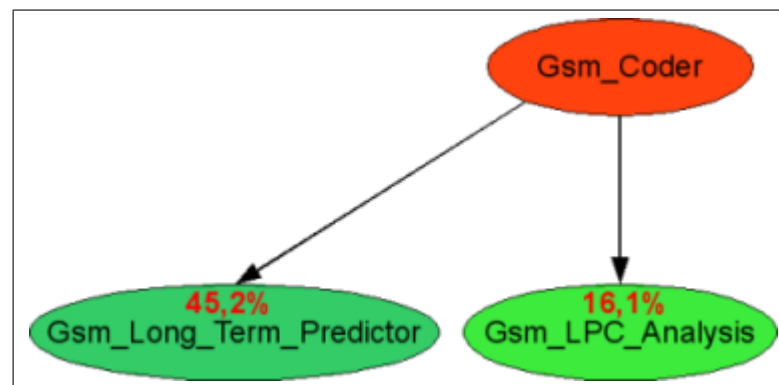 Gsm_Coder
45,2%
Gsm_Long_Term_Predictor
16,1%
Gsm_LPC_Analysis